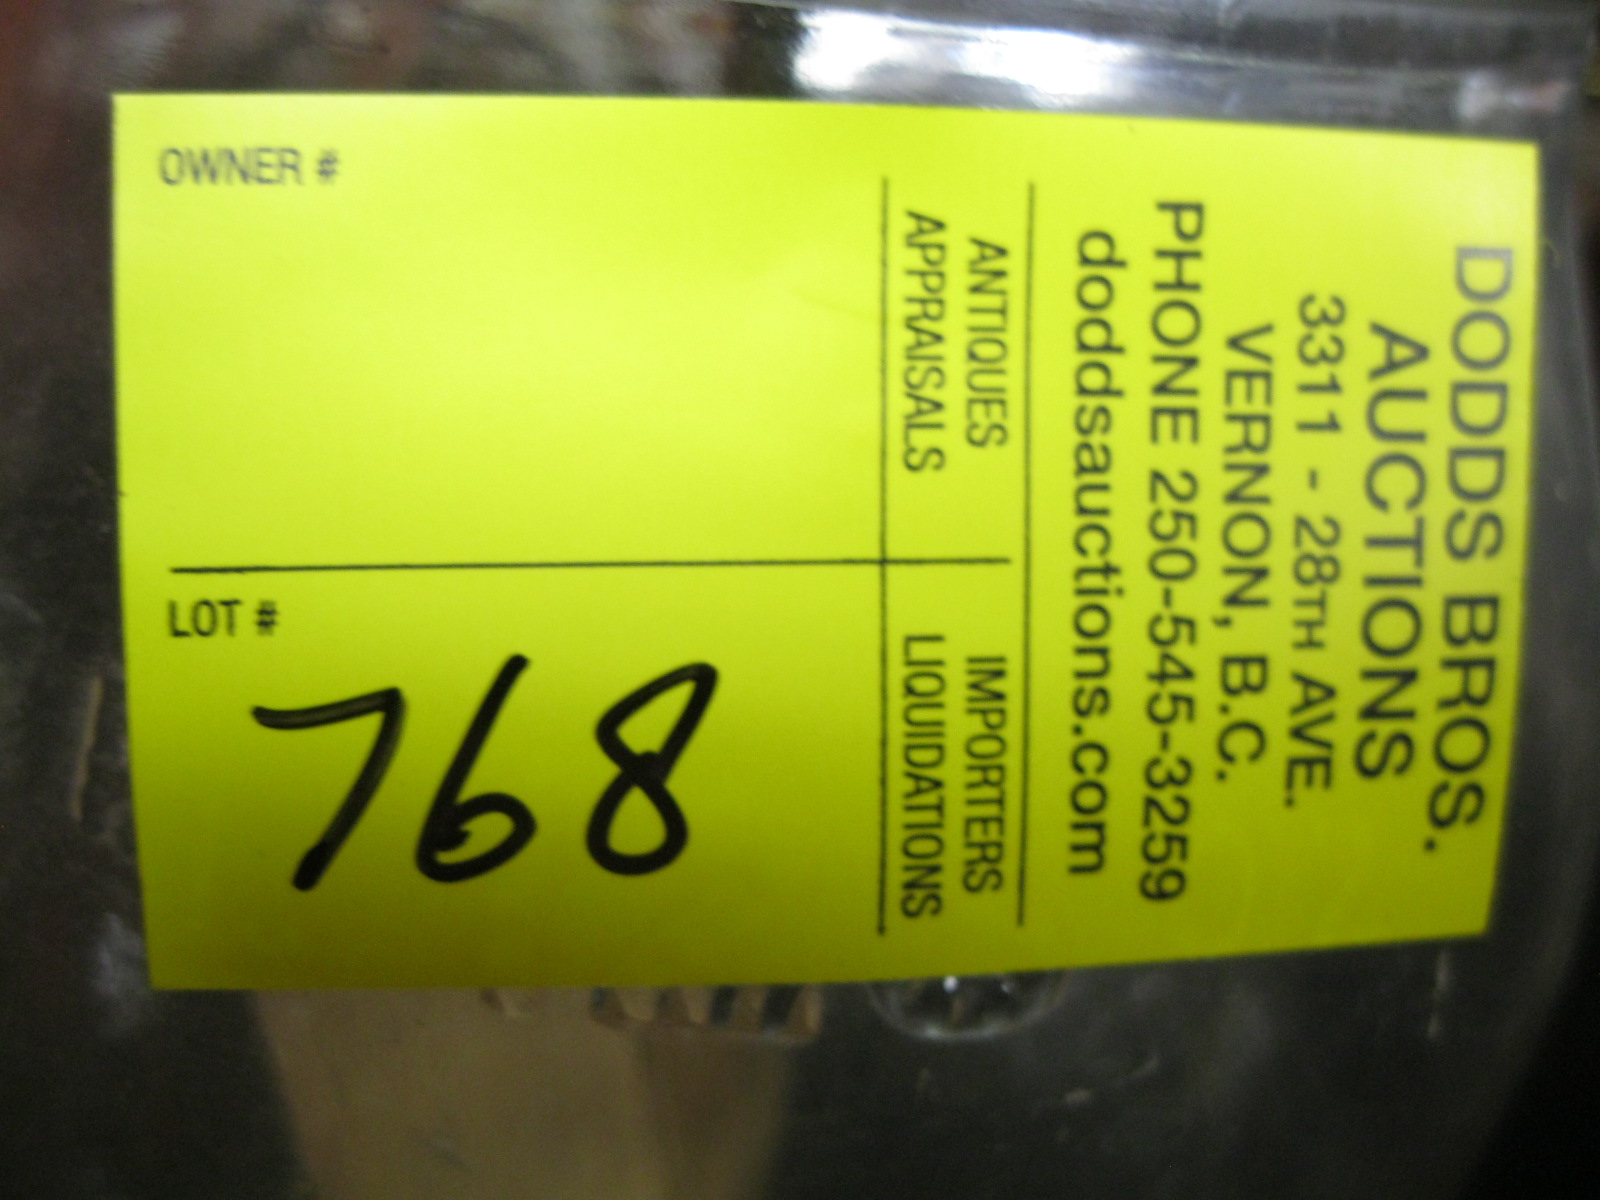 DODDS BROS.
AUCTIONS
3311 - 28TH AVE.
VERNON, B.C.
PHONE 250-545-3259
doddsauctions.com
ANTIQUES
APPRAISALS
IMPORTERS
LIQUIDATIONS
OWNER #
LOT #
768